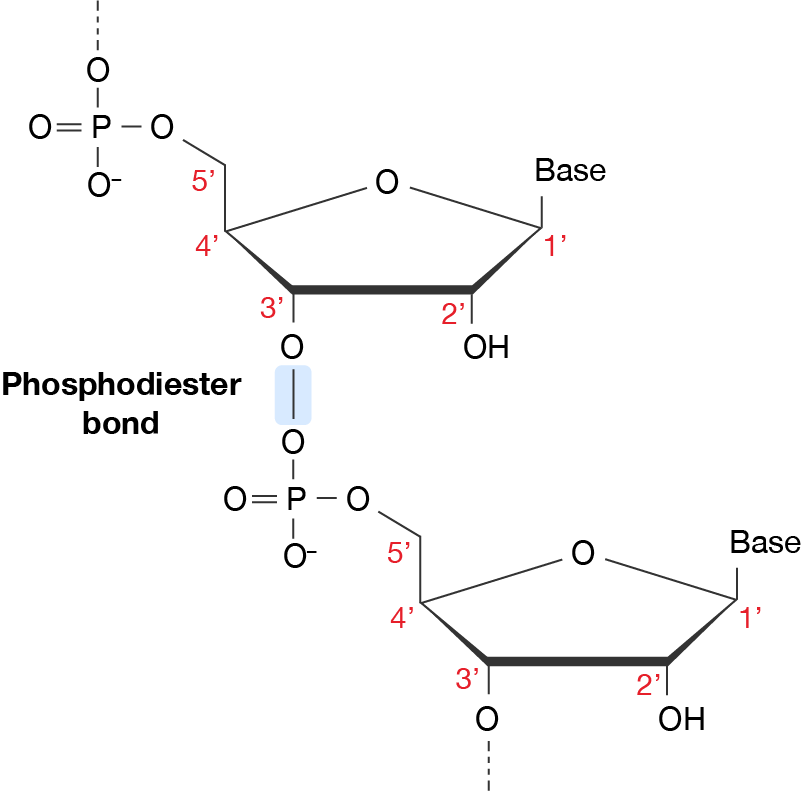 O
O=P–O
O⁻
5’
O
Base
4’
1’
3’
2’
O
OH
Phosphodiester
bond
O
O=P–O
O⁻
5’
O
Base
4’
1’
3’
2’
O
OH